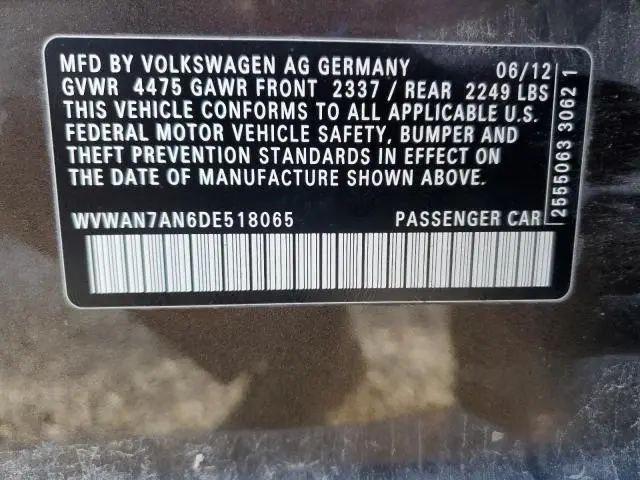 MFD BY VOLKSWAGEN AG GERMANY 06/12
GVWR 4475 GAWR FRONT 2337 / REAR 2249 LBS
THIS VEHICLE CONFORMS TO ALL APPLICABLE U.S.
FEDERAL MOTOR VEHICLE SAFETY, BUMPER AND
THEFT PREVENTION STANDARDS IN EFFECT ON
THE DATE OF MANUFACTURE SHOWN ABOVE.
WVWAN7AN6DE518065 PASSENGER CAR
2555063 3062 1